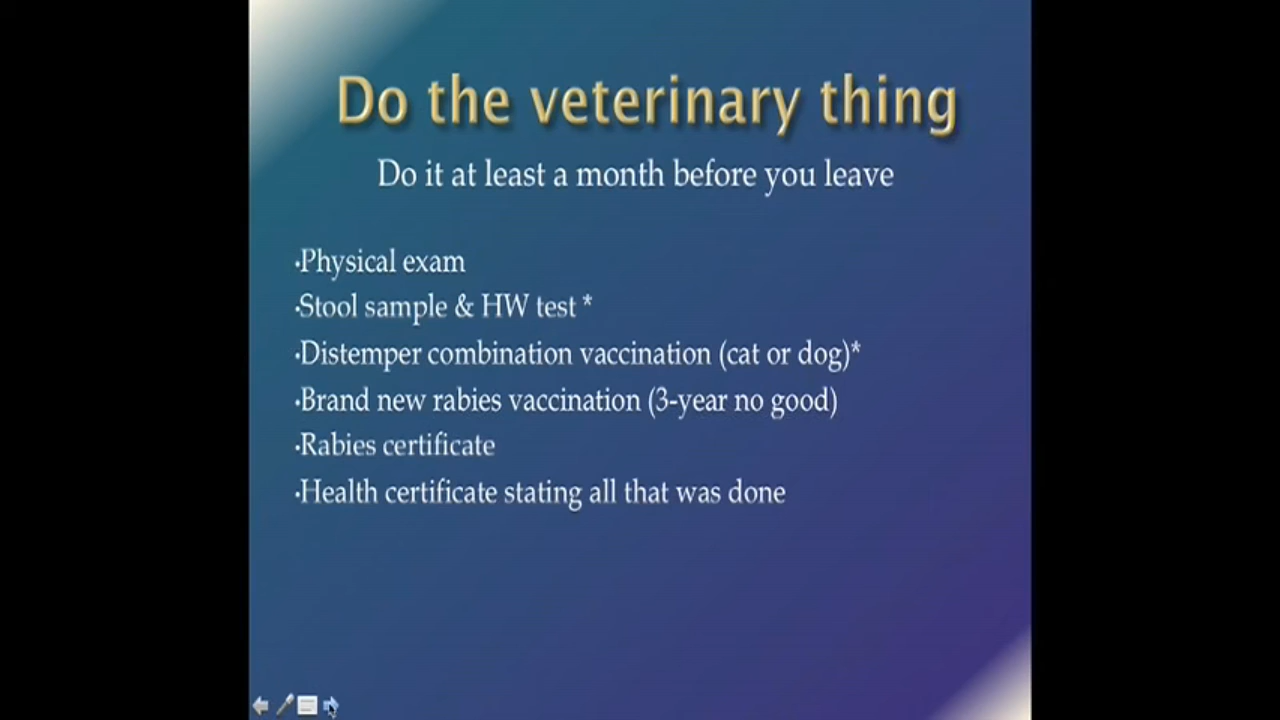 Do the veterinary thing
Do it at least a month before you leave
·Physical exam
·Stool sample & HW test *
·Distemper combination vaccination (cat or dog)*
·Brand new rabies vaccination (3-year no good)
·Rabies certificate
·Health certificate stating all that was done